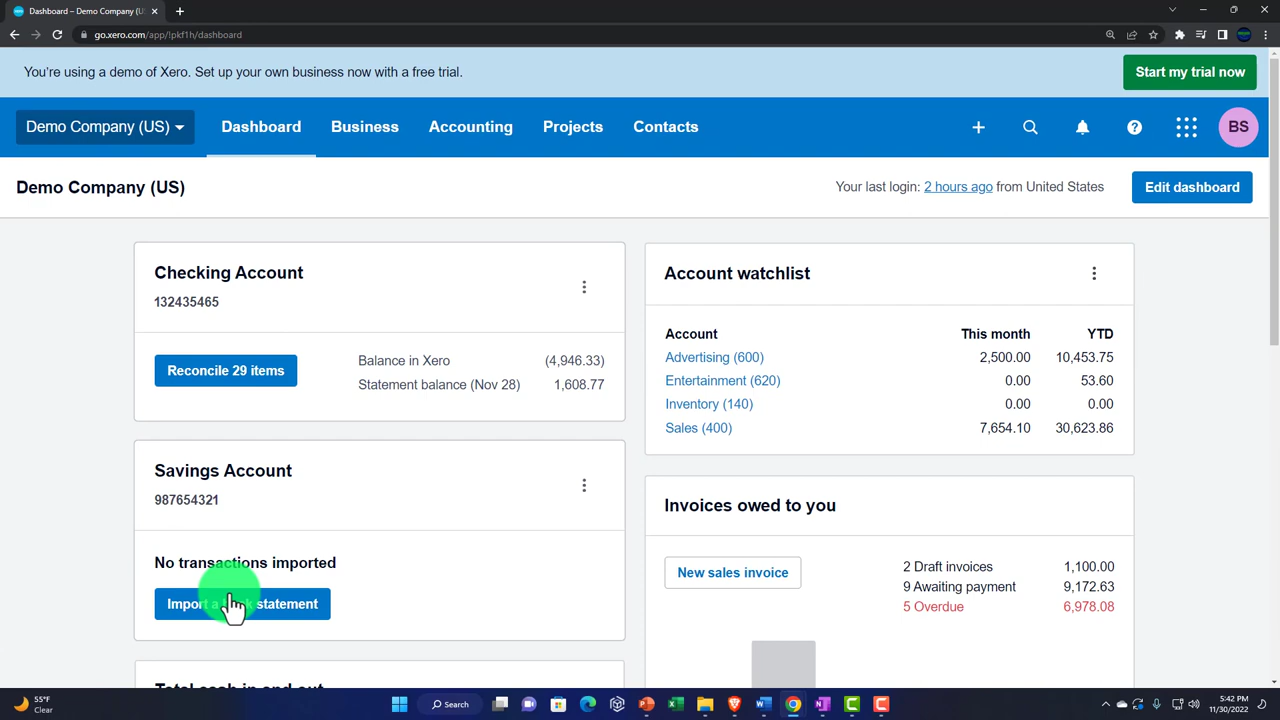 Dashboard – Demo Company (U
go.xero.com/app/!pkf1h/dashboard
You're using a demo of Xero. Set up your own business now with a free trial.
Start my trial now
Demo Company (US)
Dashboard
Business
Accounting
Projects
Contacts
BS
Demo Company (US)
Your last login: 2 hours ago from United States
Edit dashboard
Checking Account
132435465
Reconcile 29 items
Balance in Xero (4,946.33)
Statement balance (Nov 28) 1,608.77
Savings Account
987654321
No transactions imported
Import a statement
Total cash in and out
Account watchlist
Account This month YTD
Advertising (600) 2,500.00 10,453.75
Entertainment (620) 0.00 53.60
Inventory (140) 0.00 0.00
Sales (400) 7,654.10 30,623.86
Invoices owed to you
New sales invoice
2 Draft invoices 1,100.00
9 Awaiting payment 9,172.63
5 Overdue 6,978.08
55°F
Clear
Search
5:42 PM
11/30/2022